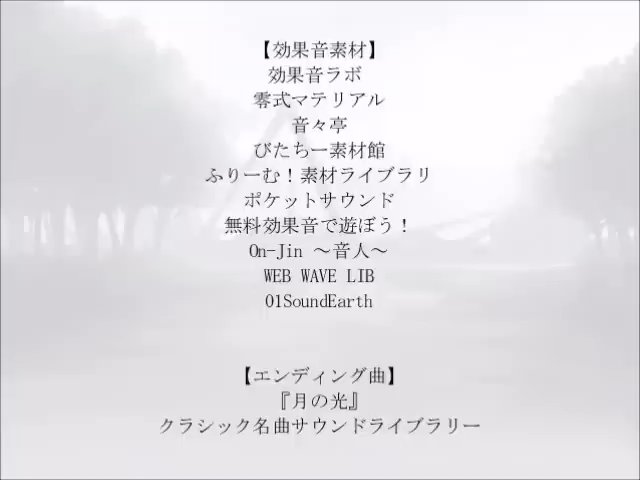 【効果音素材】
効果音ラボ
零式マテリアル
音々亭
びたちー素材館
ふりーむ！素材ライブラリ
ポケットサウンド
無料効果音で遊ぼう！
On-Jin ～音人～
WEB WAVE LIB
01SoundEarth
【エンディング曲】
『月の光』
クラシック名曲サウンドライブラリー